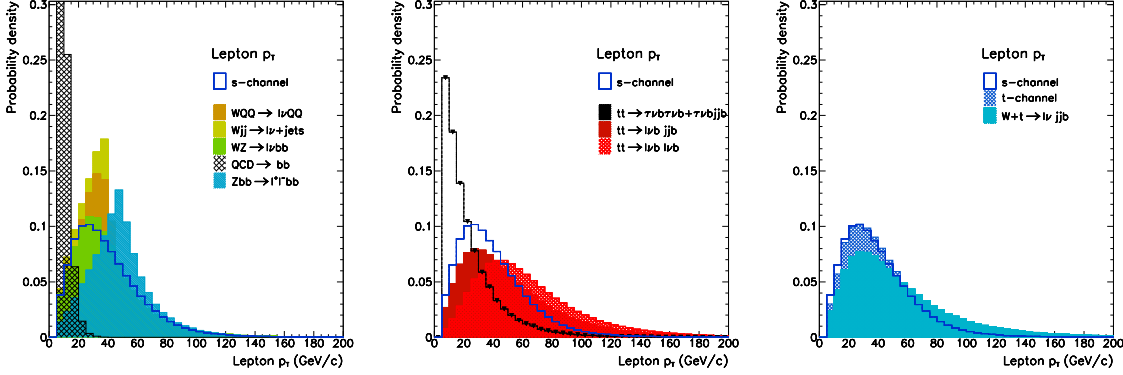 Probability density
0.3
0.25
0.2
0.15
0.1
0.05
0
Lepton pT
s-channel
WQQ → lνQQ
Wjj → lν+jets
WZ → lνbb
QCD → bb
Zbb → l⁺l⁻bb
0 20 40 60 80 100 120 140 160 180 200
Lepton pT (GeV/c)
Probability density
0.3
0.25
0.2
0.15
0.1
0.05
0
Lepton pT
s-channel
tt → τνbτνb+τνbjjb
tt → lνb jjb
tt → lνb lνb
0 20 40 60 80 100 120 140 160 180 200
Lepton pT (GeV/c)
Probability density
0.3
0.25
0.2
0.15
0.1
0.05
0
Lepton pT
s-channel
t-channel
W+t → lν jjb
0 20 40 60 80 100 120 140 160 180 200
Lepton pT (GeV/c)